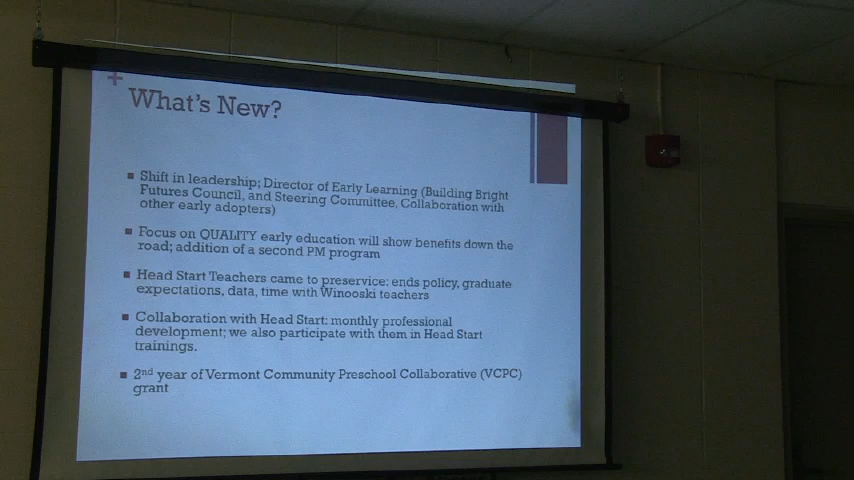 What's New?
Shift in leadership; Director of Early Learning (Building Bright
Futures Council, and Steering Committee, Collaboration with
other early adopters)
Focus on QUALITY early education will show benefits down the
road; addition of a second PM program
Head Start Teachers came to preservice: ends policy, graduate
expectations, data, time with Winooski teachers
Collaboration with Head Start: monthly professional
development; we also participate with them in Head Start
trainings.
2nd year of Vermont Community Preschool Collaborative (VCPC)
grant